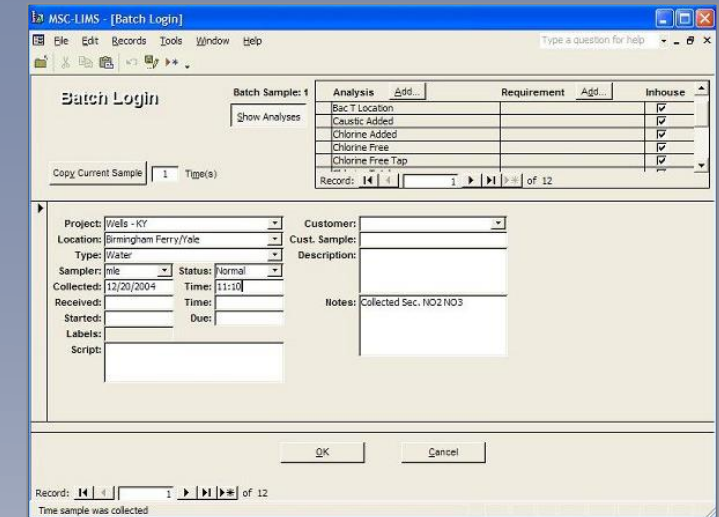 MSC-LIMS - [Batch Login]
File Edit Records Tools Window Help Type a question for help
Batch Login
Batch Sample: 1
Show Analyses
Copy Current Sample 1 Time(s)
Analysis Add... Requirement Add... Inhouse
Bac T Location
Caustic Added
Chlorine Added
Chlorine Free
Chlorine Free Tap
Record: 1 of 12
Project: Wells - KY
Location: Birmingham Ferry/Yale
Type: Water
Sampler: mle Status: Normal
Collected: 12/20/2004 Time: 11:10
Received: Time:
Started: Due:
Labels:
Script:
Customer:
Cust. Sample:
Description:
Notes: Collected Sec. NO2 NO3
OK Cancel
Record: 1 of 12
Time sample was collected